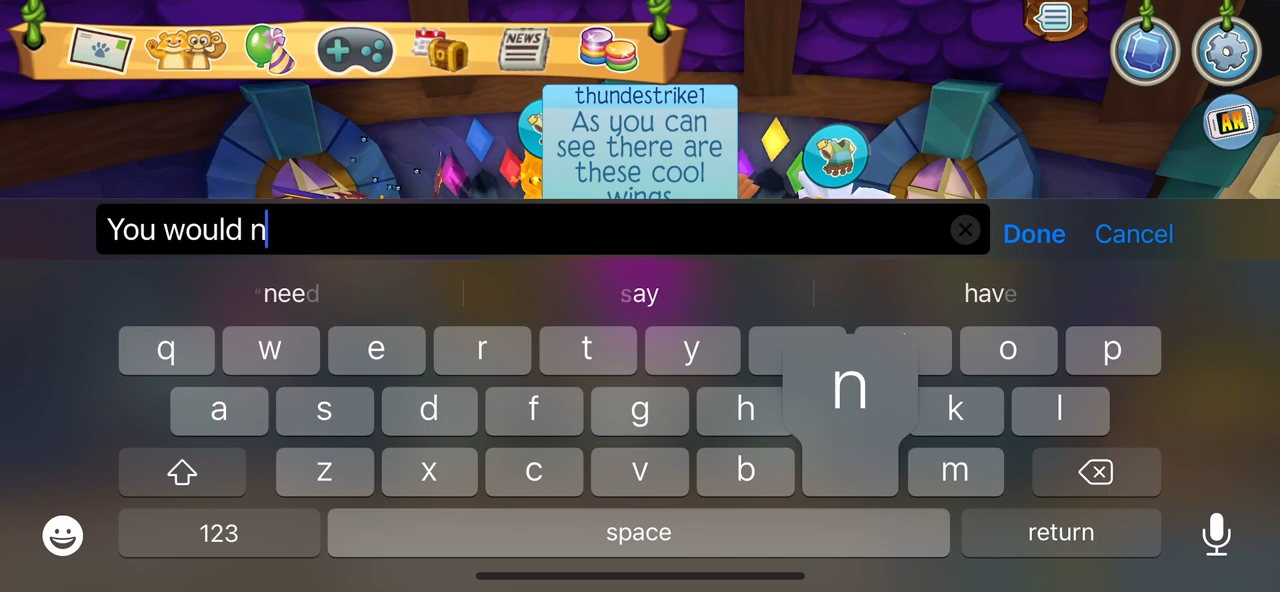 NEWS
AR
thundestrike1
As you can
see there are
these cool
wings
You would n
Done
Cancel
“need
say
have
q w e r t y o p
a s d f g h n k l
z x c v b m
123
space
return